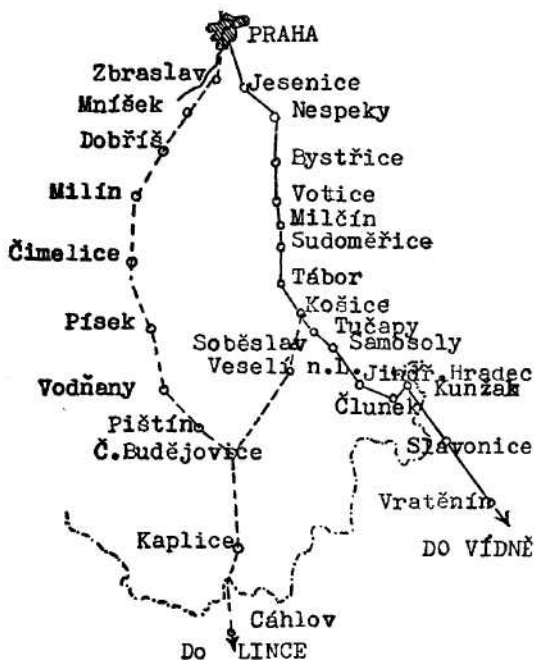 PRAHA
Zbraslav
Jesenice
Mníšek
Nespeky
Dobříš
Bystřice
Milín
Votice
Milčín
Sudoměřice
Čimelice
Tábor
Košice
Písek
Tučapy
Soběslav
Samosoly
Veselí n.L.
Jindř.Hradec
Vodňany
Kunžak
Člunek
Pištín
Č.Budějovice
Slavonice
Vratěnín
Kaplice
DO VÍDNĚ
Cáhlov
Do LINCE